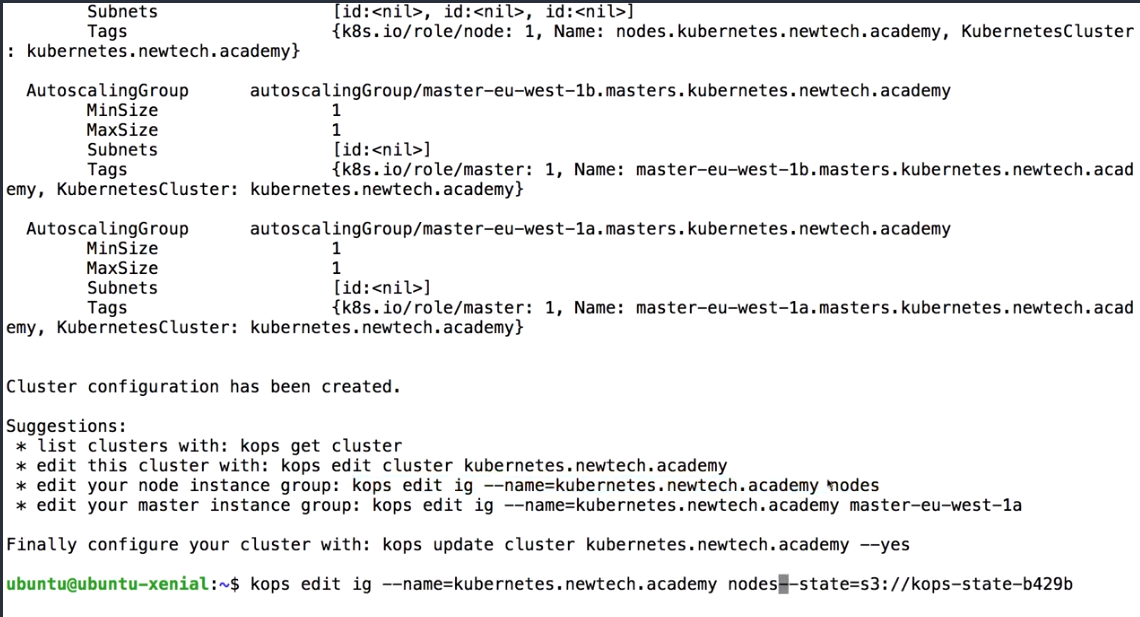 Subnets [id:<nil>, id:<nil>, id:<nil>]
Tags {k8s.io/role/node: 1, Name: nodes.kubernetes.newtech.academy, KubernetesCluster
: kubernetes.newtech.academy}
AutoscalingGroup autoscalingGroup/master-eu-west-1b.masters.kubernetes.newtech.academy
MinSize 1
MaxSize 1
Subnets [id:<nil>]
Tags {k8s.io/role/master: 1, Name: master-eu-west-1b.masters.kubernetes.newtech.acad
emy, KubernetesCluster: kubernetes.newtech.academy}
AutoscalingGroup autoscalingGroup/master-eu-west-1a.masters.kubernetes.newtech.academy
MinSize 1
MaxSize 1
Subnets [id:<nil>]
Tags {k8s.io/role/master: 1, Name: master-eu-west-1a.masters.kubernetes.newtech.acad
emy, KubernetesCluster: kubernetes.newtech.academy}
Cluster configuration has been created.
Suggestions:
* list clusters with: kops get cluster
* edit this cluster with: kops edit cluster kubernetes.newtech.academy
* edit your node instance group: kops edit ig --name=kubernetes.newtech.academy nodes
* edit your master instance group: kops edit ig --name=kubernetes.newtech.academy master-eu-west-1a
Finally configure your cluster with: kops update cluster kubernetes.newtech.academy --yes
ubuntu@ubuntu-xenial:~$ kops edit ig --name=kubernetes.newtech.academy nodes--state=s3://kops-state-b429b